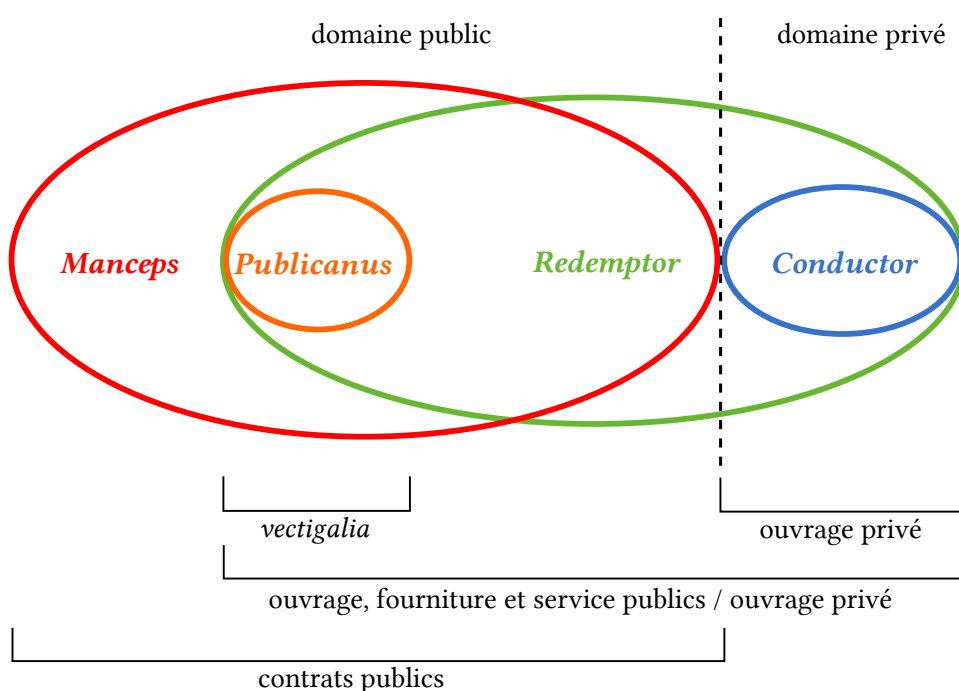 domaine public
domaine privé
Manceps
Publicanus
Redemptor
Conductor
vectigalia
ouvrage privé
ouvrage, fourniture et service publics / ouvrage privé
contrats publics